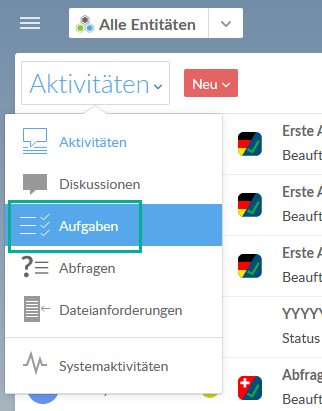 Alle Entitäten
Aktivitäten
Neu
Aktivitäten
Diskussionen
Aufgaben
Abfragen
Dateianforderungen
Systemaktivitäten
Erste A
Beauft
Erste A
Beauft
Erste A
Beauft
YYYYY
Status
Abfrag
Beauft